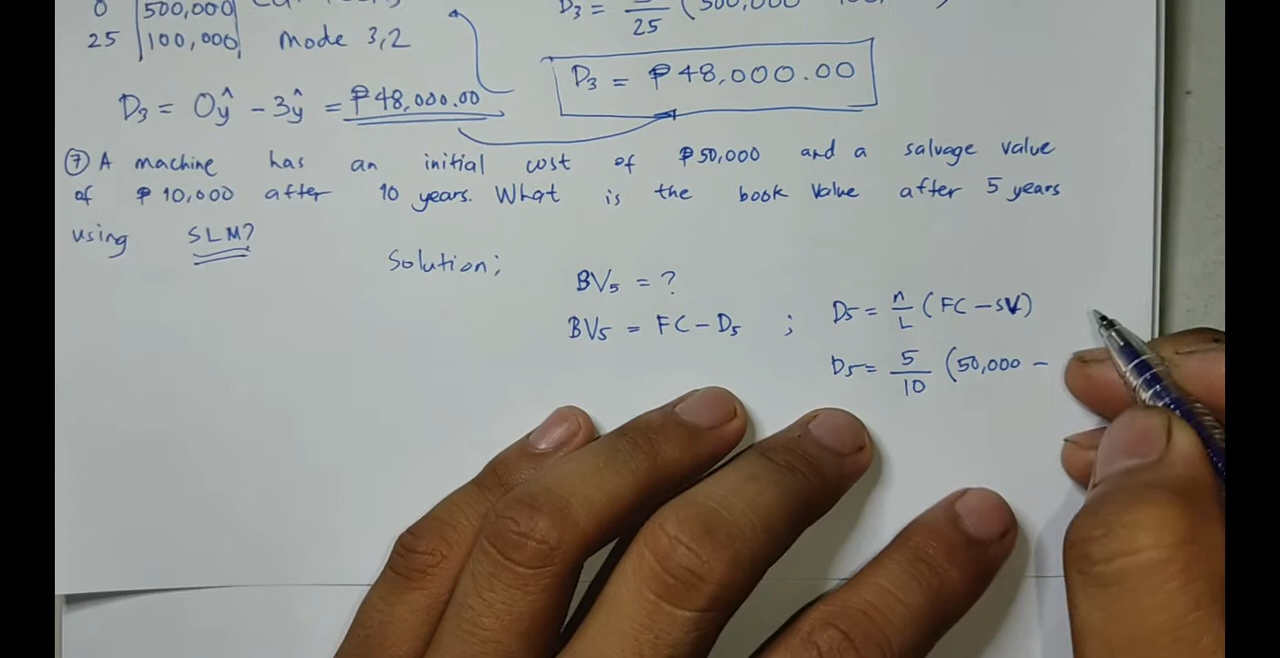 0 500,000
25 100,000 Mode 3,2
D3 = 25 (500,000
D3 = ₱48,000.00
D3 = 0ŷ - 3ŷ = ₱48,000.00
⑦ A machine has an initial cost of ₱50,000 and a salvage value
of ₱10,000 after 10 years. What is the book value after 5 years
using SLM?
Solution;
BV5 = ?
BV5 = FC - D5 ; D5 = n/L (FC - SV)
D5 = 5/10 (50,000 -